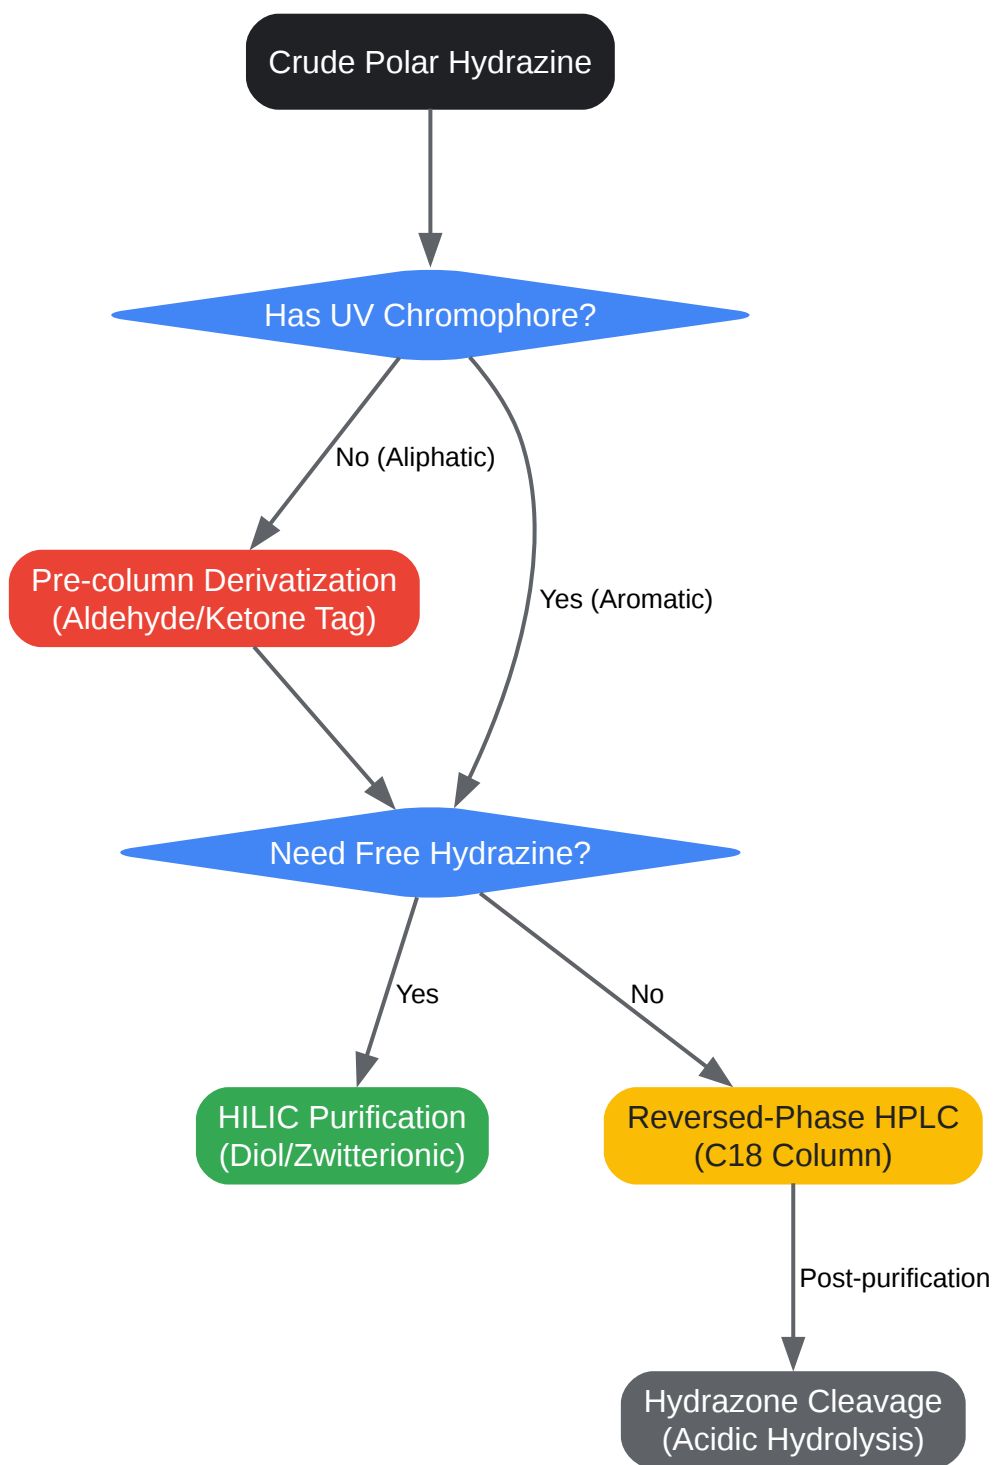 Crude Polar Hydrazine
Has UV Chromophore?
No (Aliphatic)
Pre-column Derivatization
(Aldehyde/Ketone Tag)
Yes (Aromatic)
Need Free Hydrazine?
Yes
No
HILIC Purification
(Diol/Zwitterionic)
Reversed-Phase HPLC
(C18 Column)
Post-purification
Hydrazone Cleavage
(Acidic Hydrolysis)